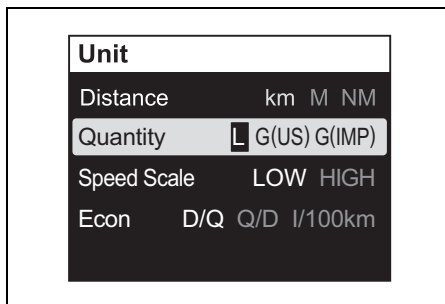 Unit
Distance km M NM
Quantity L G(US) G(IMP)
Speed Scale LOW HIGH
Econ D/Q Q/D l/100km